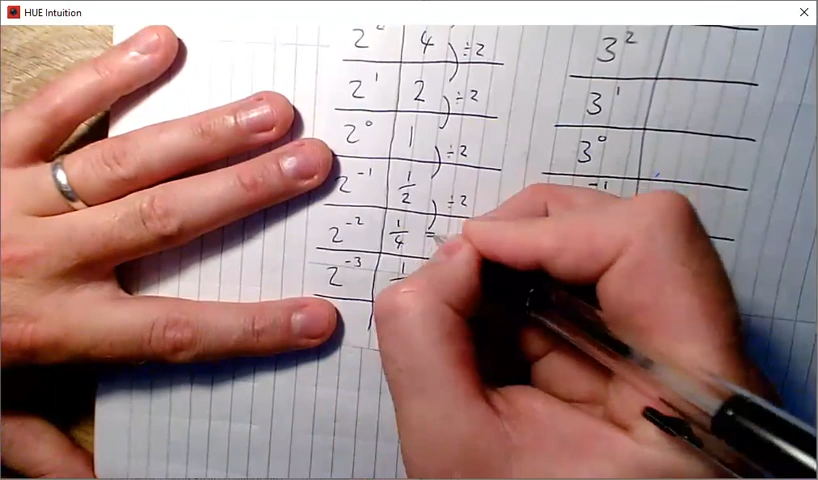 HUE Intuition
2² 4 ÷2
2¹ 2 ÷2
2⁰ 1 ÷2
2⁻¹ 1/2 ÷2
2⁻² 1/4 =
2⁻³
3²
3¹
3⁰